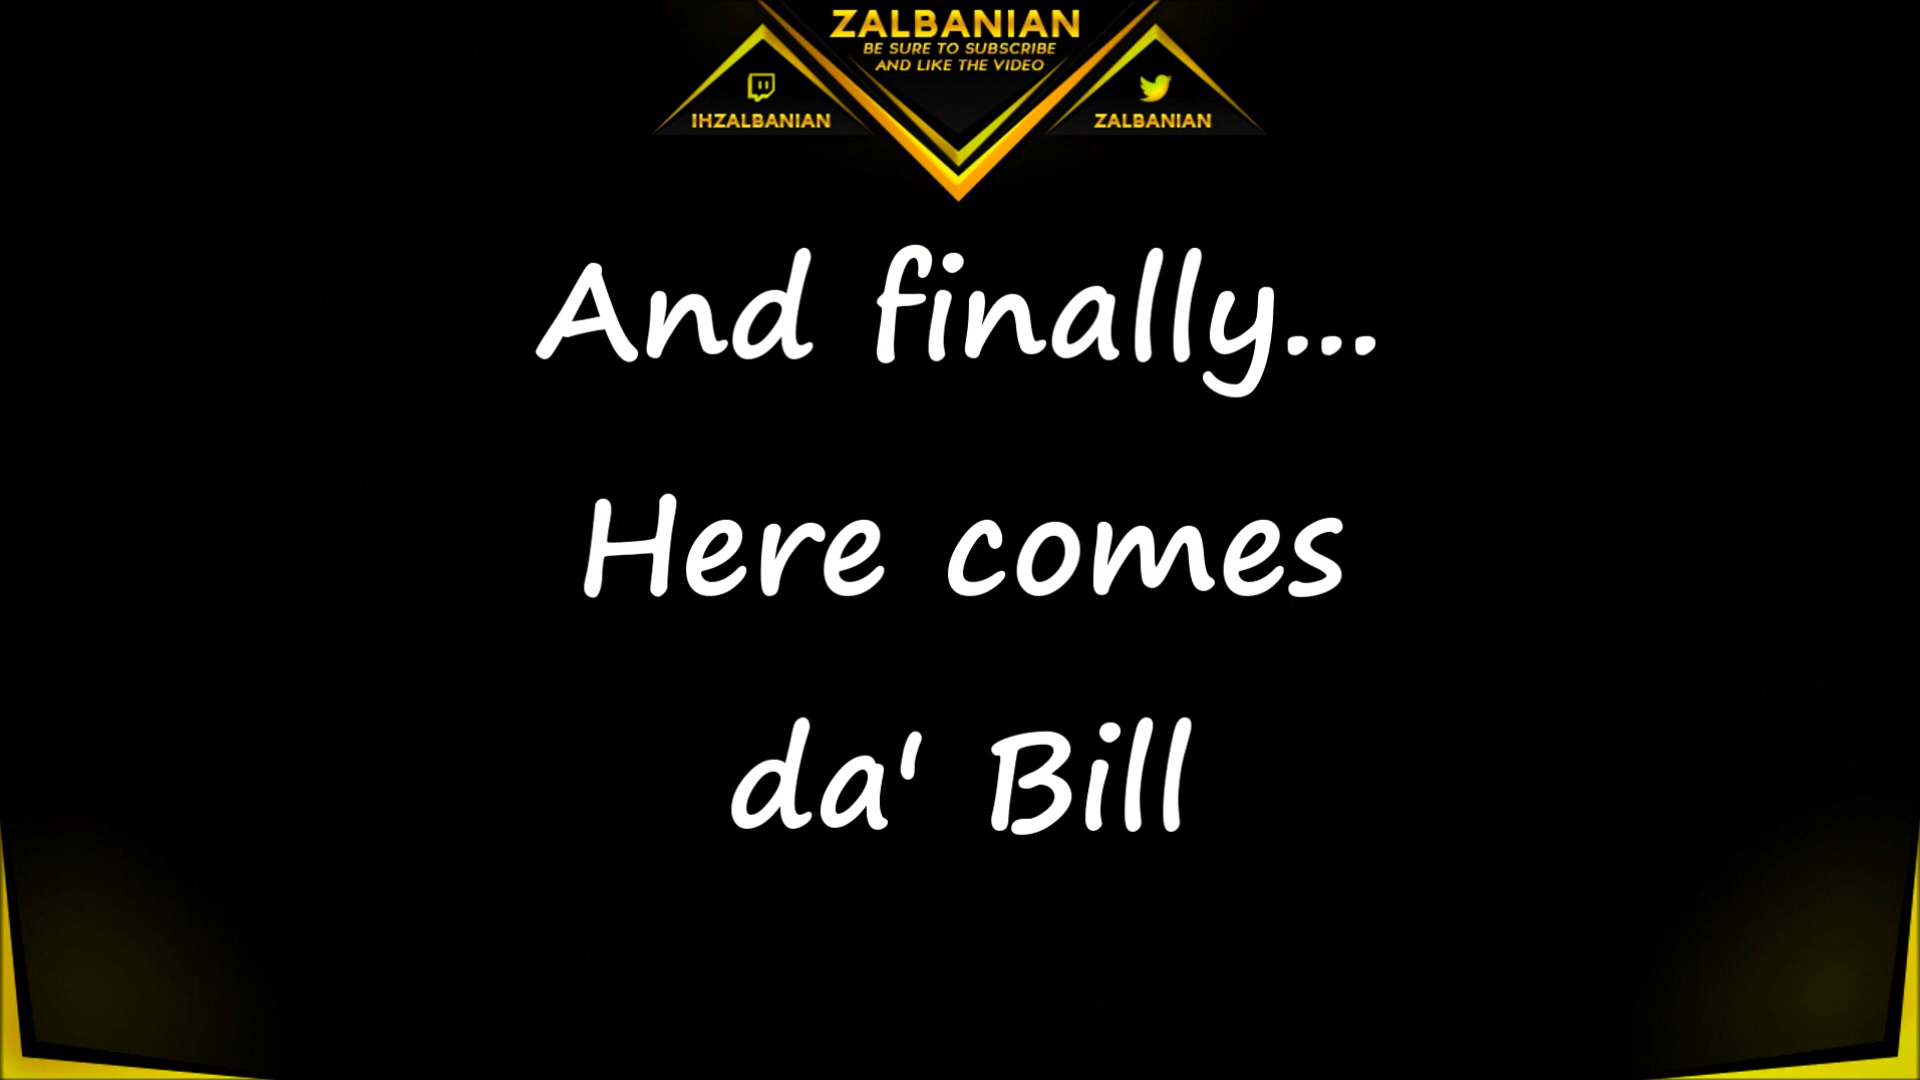 ZALBANIAN
BE SURE TO SUBSCRIBE
AND LIKE THE VIDEO
IHZALBANIAN
ZALBANIAN
And finally...
Here comes
da' Bill